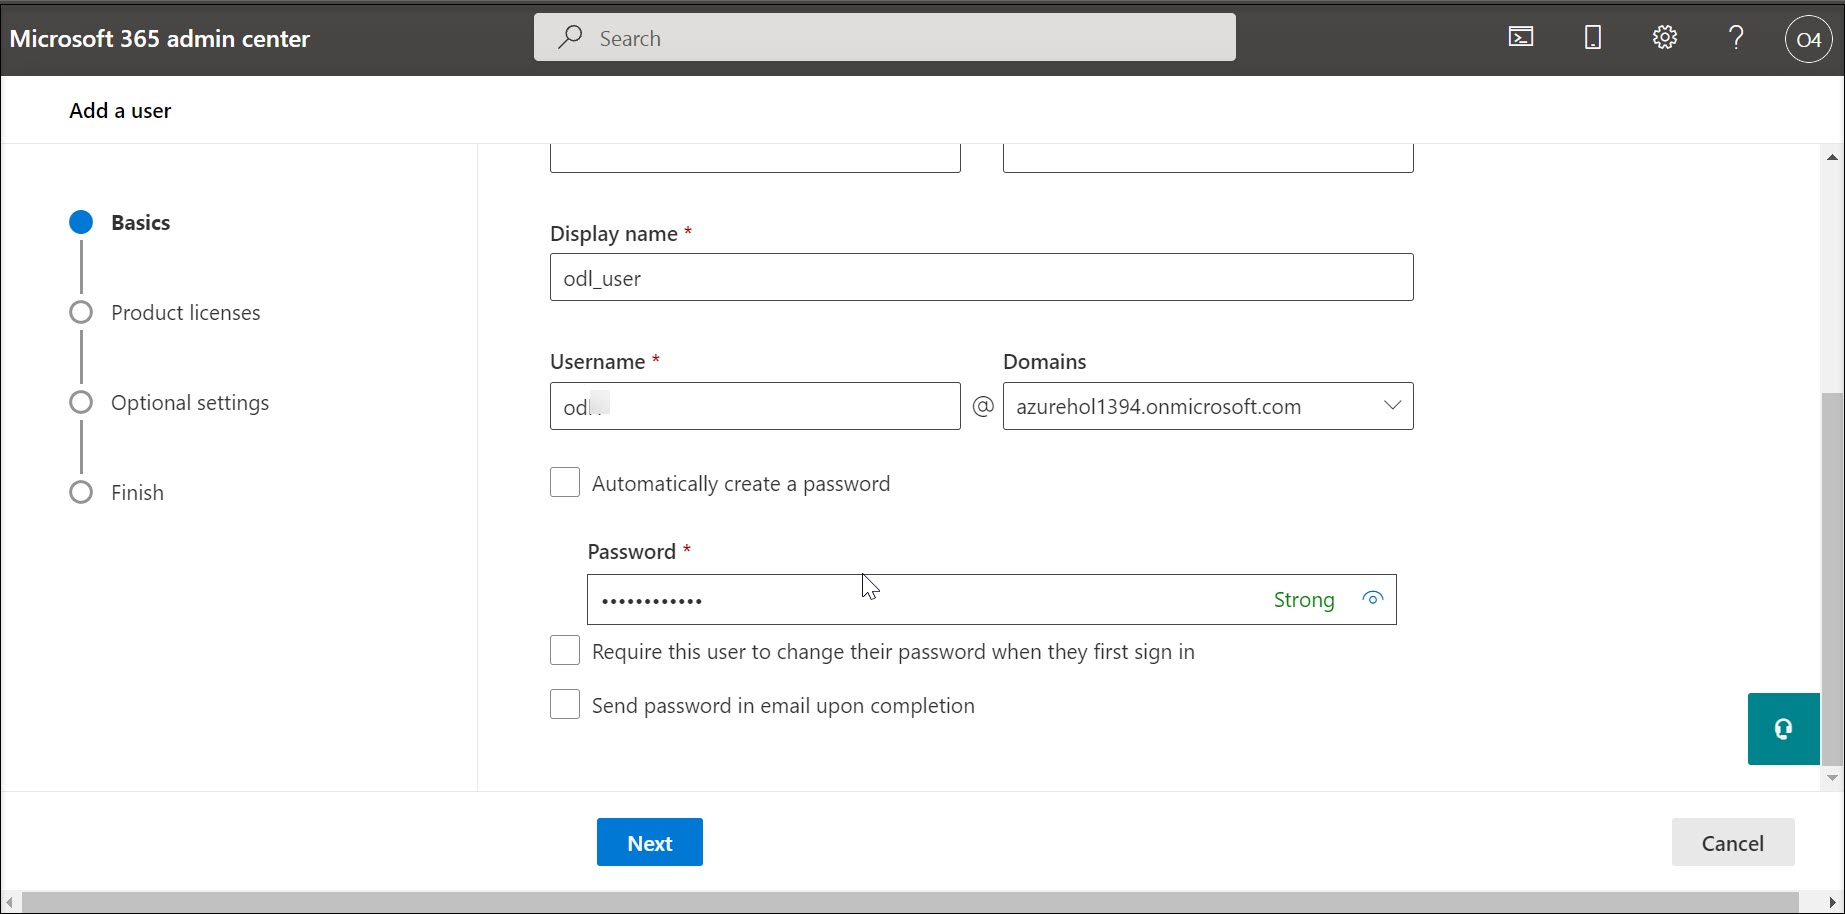 Microsoft 365 admin center
Search
O4
Add a user
Basics
Product licenses
Optional settings
Finish
Display name *
odl_user
Username *
Domains
@
azurehol1394.onmicrosoft.com
Automatically create a password
Password *
••••••••••••
Strong
Require this user to change their password when they first sign in
Send password in email upon completion
Next
Cancel